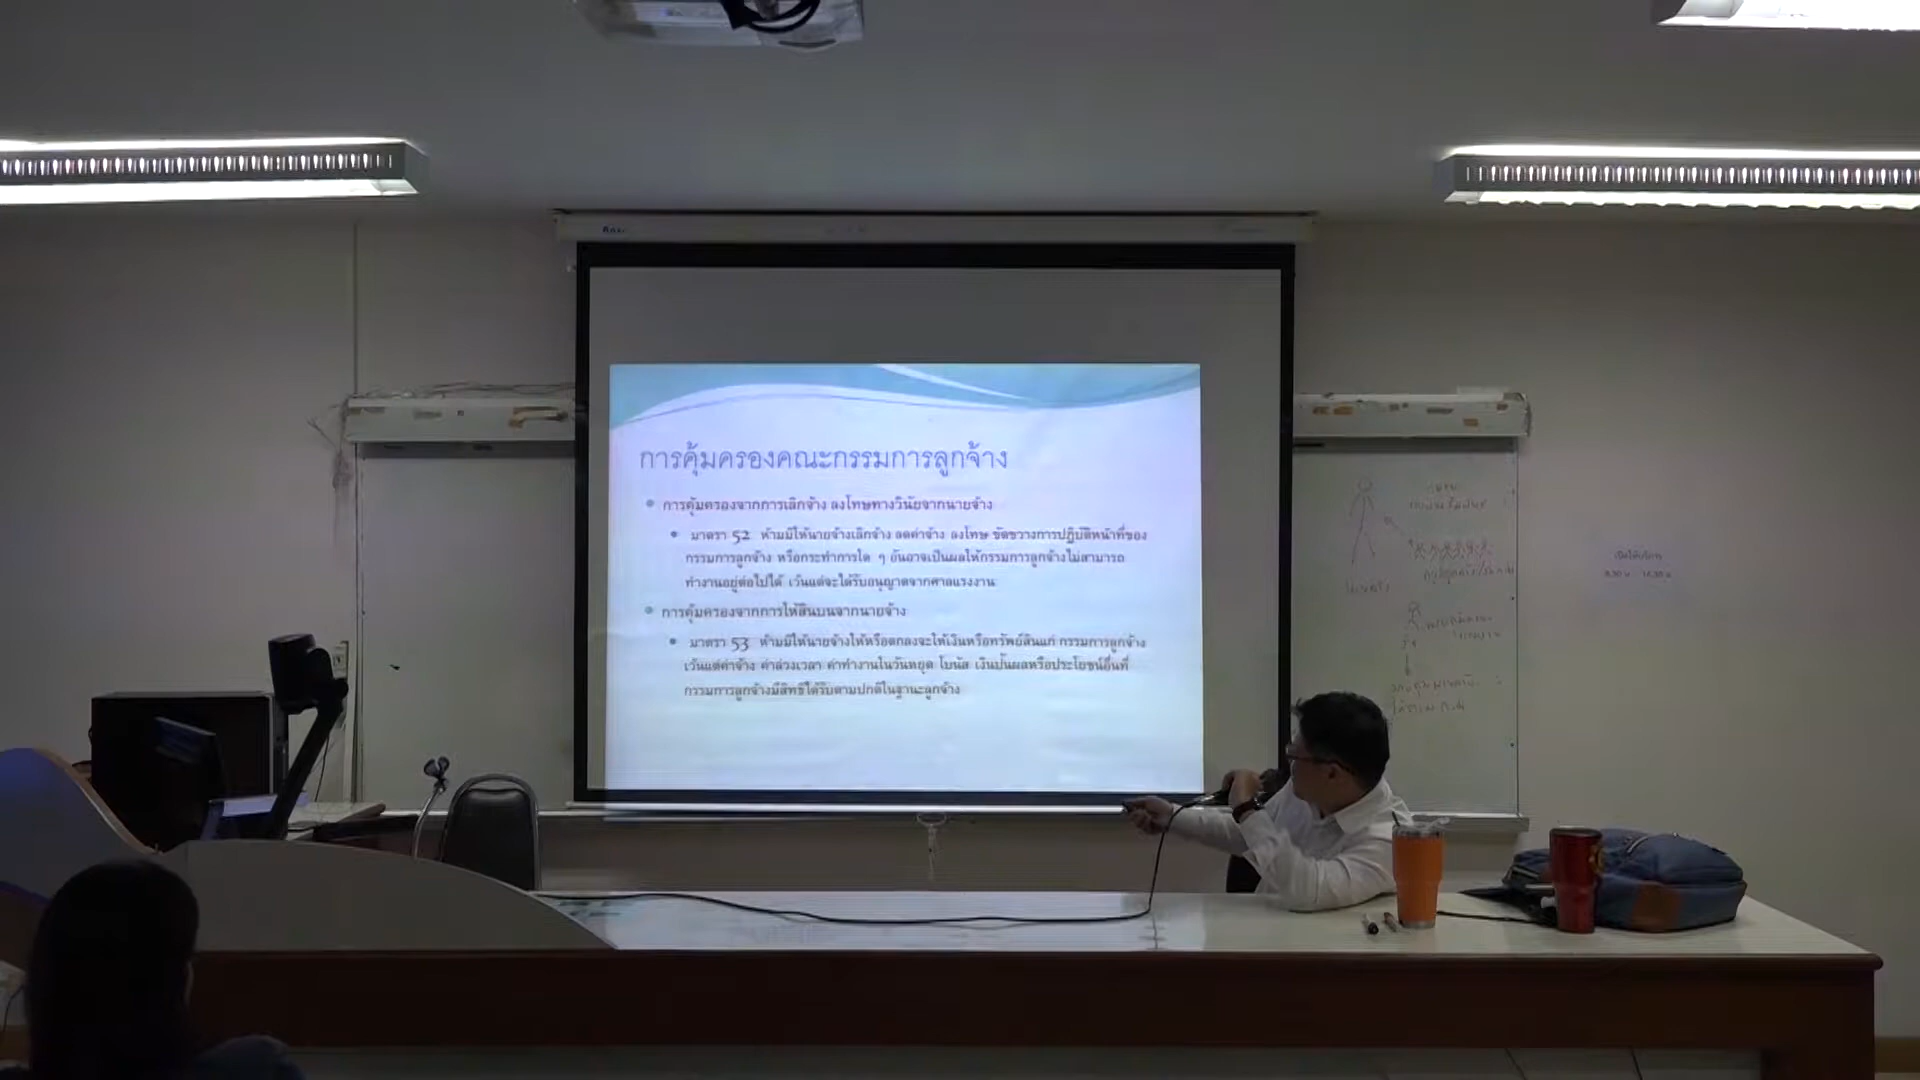 การคุ้มครองคณะกรรมการลูกจ้าง
การคุ้มครองจากการเลิกจ้าง ลงโทษทางวินัยจากนายจ้าง
มาตรา 52 ห้ามมิให้นายจ้างเลิกจ้าง ลดค่าจ้าง ลงโทษ ขัดขวางการปฏิบัติหน้าที่ของ
กรรมการลูกจ้าง หรือกระทำการใด ๆ อันอาจเป็นผลให้กรรมการลูกจ้างไม่สามารถ
ทำงานอยู่ต่อไปได้ เว้นแต่จะได้รับอนุญาตจากศาลแรงงาน
การคุ้มครองจากการให้สินบนจากนายจ้าง
มาตรา 53 ห้ามมิให้นายจ้างให้หรือตกลงจะให้เงินหรือทรัพย์สินแก่ กรรมการลูกจ้าง
เว้นแต่ค่าจ้าง ค่าล่วงเวลา ค่าทำงานในวันหยุด โบนัส เงินปันผลหรือประโยชน์อื่นที่
กรรมการลูกจ้างมีสิทธิได้รับตามปกติในฐานะลูกจ้าง
เปิดให้บริการ